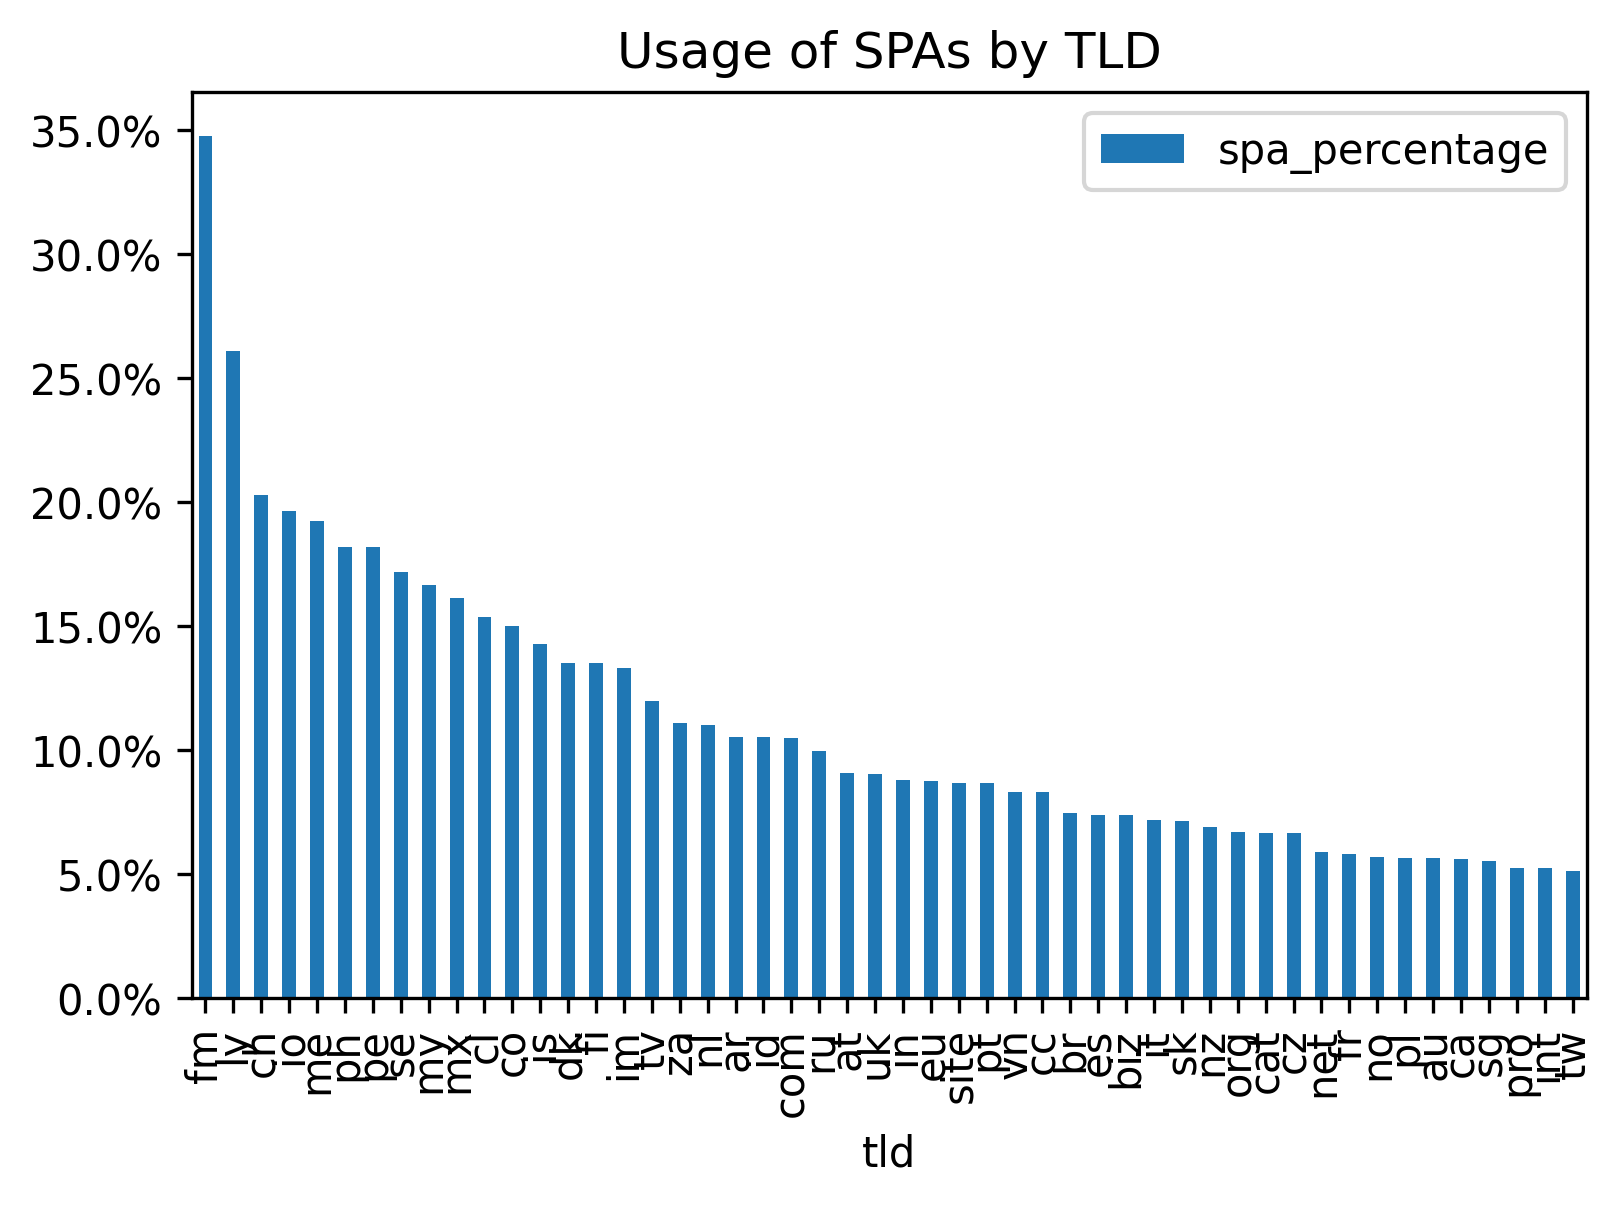 Usage of SPAs by TLD
spa_percentage
35.0%
30.0%
25.0%
20.0%
15.0%
10.0%
5.0%
0.0%
fm ly ch io me ph pe se my mx cl co is dk fi im tv za nl ar id com ru at uk in eu site pt vn cc br es biz it sk nz org cat cz net fr no pl au ca sg pro int tw
tld